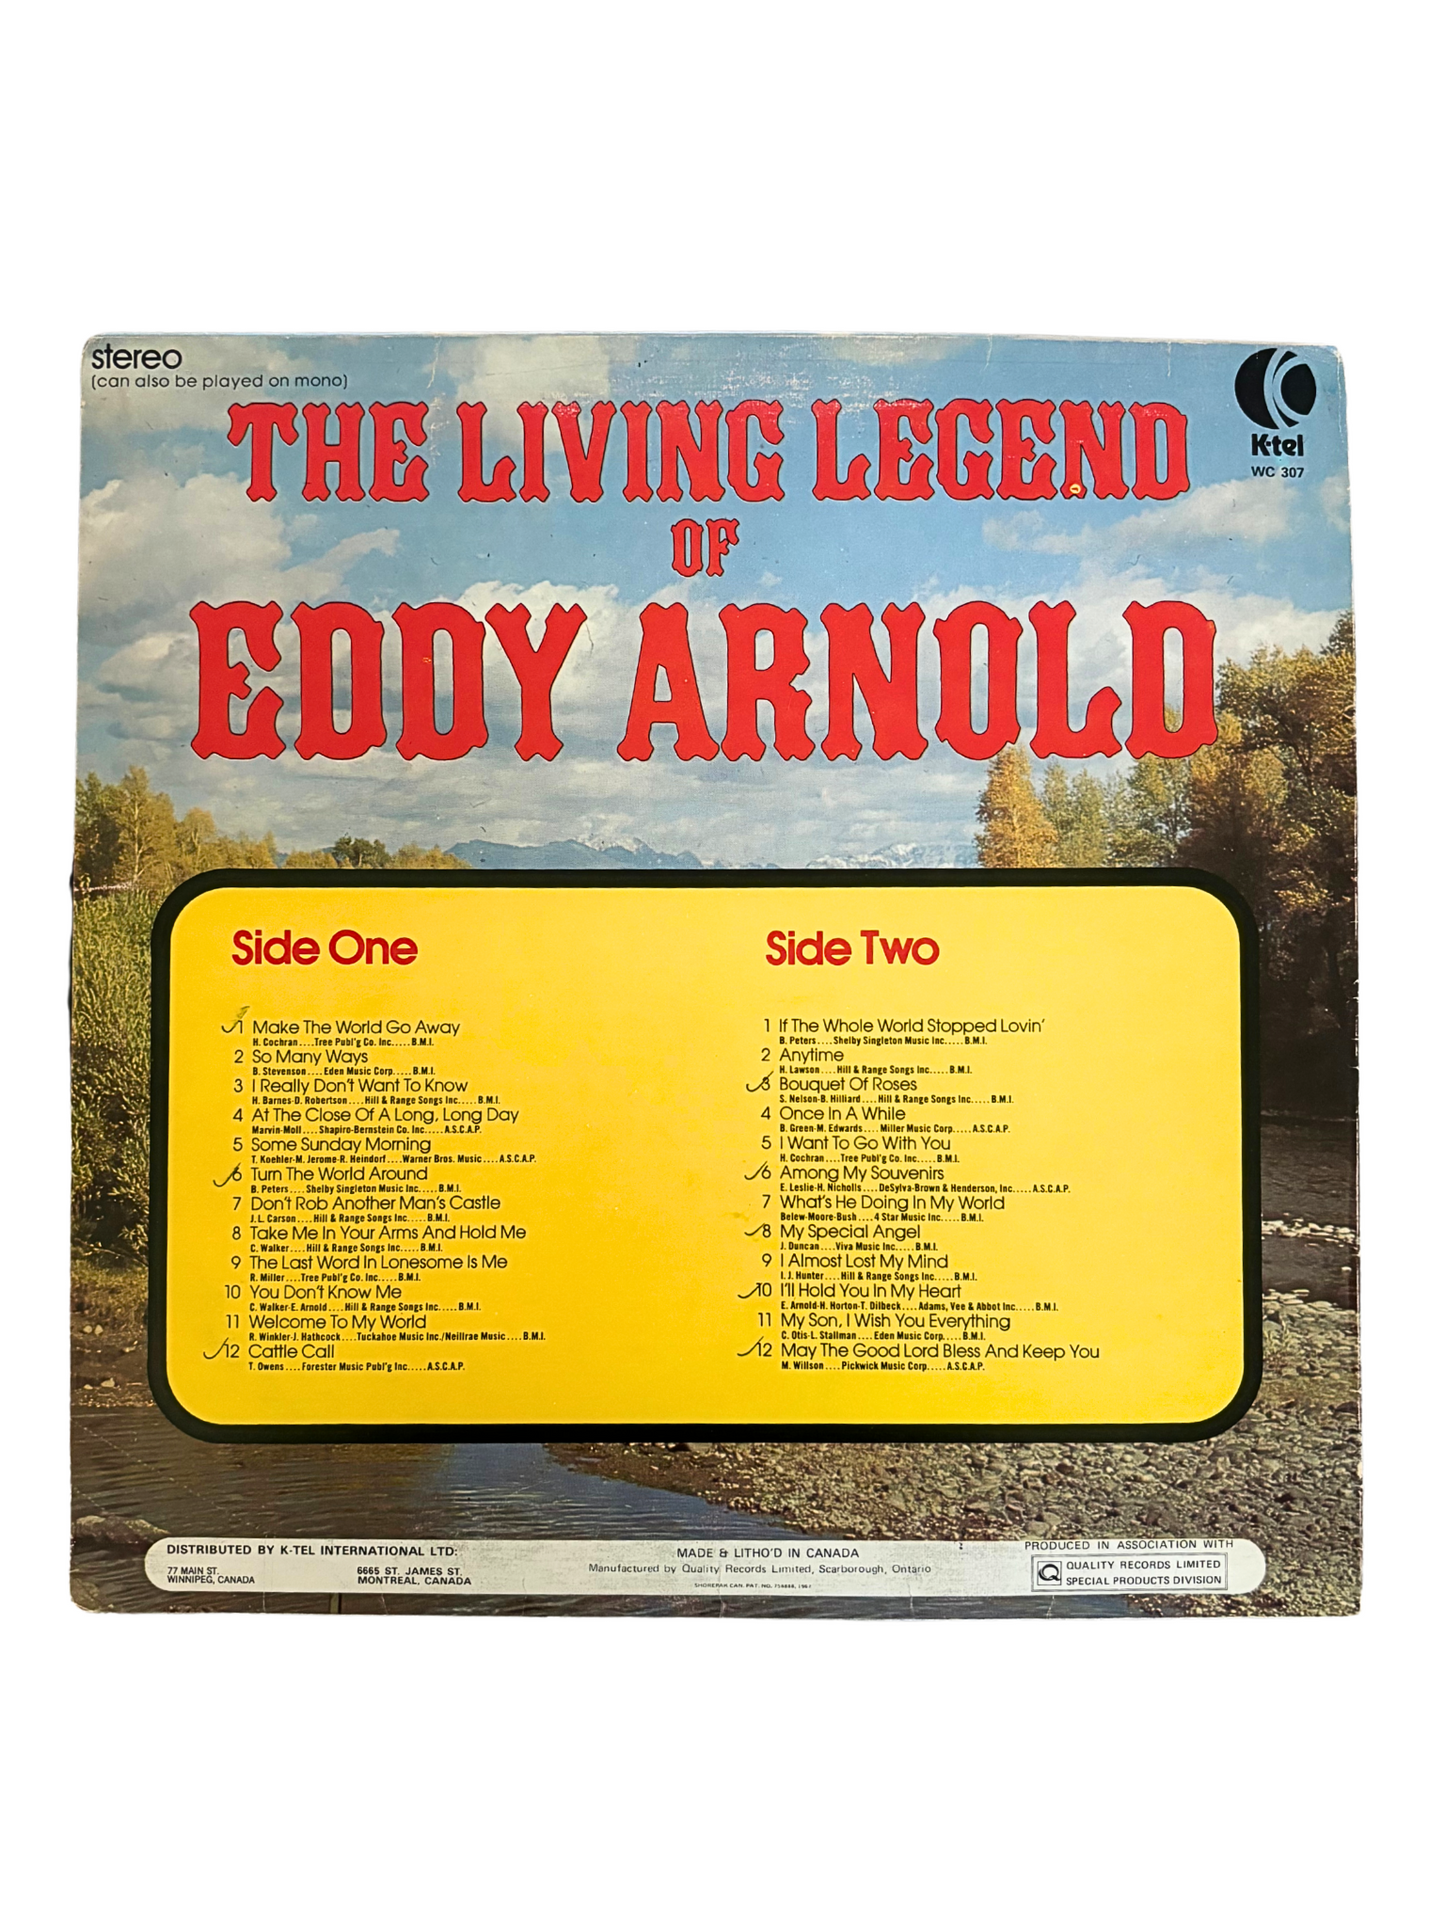 stereo
(can also be played on mono)
K-tel
WC 307
THE LIVING LEGEND
OF
EDDY ARNOLD
Side One
1 Make The World Go Away
H. Cochran....Tree Publ'g Co. Inc.....B.M.I.
2 So Many Ways
B. Stevenson....Eden Music Corp.....B.M.I.
3 I Really Don't Want To Know
H. Barnes-D. Robertson....Hill & Range Songs Inc.....B.M.I.
4 At The Close Of A Long, Long Day
Marvin-Moll....Shapiro-Bernstein Co. Inc.....A.S.C.A.P.
5 Some Sunday Morning
T. Koehler-M. Jerome-R. Heindorf....Warner Bros. Music....A.S.C.A.P.
6 Turn The World Around
B. Peters....Shelby Singleton Music Inc.....B.M.I.
7 Don't Rob Another Man's Castle
J.L. Carson....Hill & Range Songs Inc.....B.M.I.
8 Take Me In Your Arms And Hold Me
C. Walker....Hill & Range Songs Inc.....B.M.I.
9 The Last Word In Lonesome Is Me
R. Miller....Tree Publ'g Co. Inc.....B.M.I.
10 You Don't Know Me
C. Walker-E. Arnold....Hill & Range Songs Inc.....B.M.I.
11 Welcome To My World
R. Winkler-J. Hathcock....Tuckahoe Music Inc./Neillrae Music....B.M.I.
12 Cattle Call
T. Owens....Forester Music Publ'g Inc.....A.S.C.A.P.
Side Two
1 If The Whole World Stopped Lovin'
B. Peters....Shelby Singleton Music Inc.....B.M.I.
2 Anytime
H. Lawson....Hill & Range Songs Inc.....B.M.I.
3 Bouquet Of Roses
S. Nelson-B. Hilliard....Hill & Range Songs Inc.....B.M.I.
4 Once In A While
B. Green-M. Edwards....Miller Music Corp.....A.S.C.A.P.
5 I Want To Go With You
H. Cochran....Tree Publ'g Co. Inc.....B.M.I.
6 Among My Souvenirs
E. Leslie-H. Nicholls....DeSylva-Brown & Henderson, Inc.....A.S.C.A.P.
7 What's He Doing In My World
Belew-Moore-Bush....4 Star Music Inc.....B.M.I.
8 My Special Angel
J. Duncan....Viva Music Inc.....B.M.I.
9 I Almost Lost My Mind
I.J. Hunter....Hill & Range Songs Inc.....B.M.I.
10 I'll Hold You In My Heart
E. Arnold-H. Horton-T. Dilbeck....Adams, Vee & Abbot Inc.....B.M.I.
11 My Son, I Wish You Everything
C. Otis-L. Stallman....Eden Music Corp.....B.M.I.
12 May The Good Lord Bless And Keep You
M. Willson....Pickwick Music Corp.....A.S.C.A.P.
DISTRIBUTED BY K-TEL INTERNATIONAL LTD:
77 MAIN ST.
WINNIPEG, CANADA
6665 ST. JAMES ST.
MONTREAL, CANADA
MADE & LITHO'D IN CANADA
Manufactured by Quality Records Limited, Scarborough, Ontario
SHOREPAK CAN. PAT. NO.
PRODUCED IN ASSOCIATION WITH
Q
QUALITY RECORDS LIMITED
SPECIAL PRODUCTS DIVISION